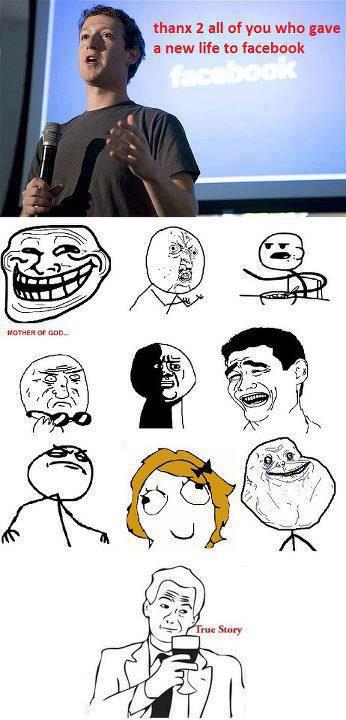 thanx 2 all of you who gave
a new life to facebook
facebook
MOTHER OF GOD...
True Story